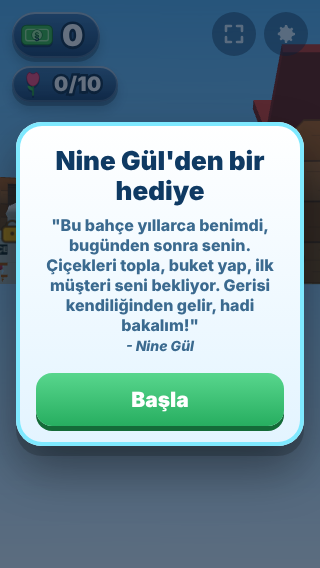 0
0/10
Nine Gül'den bir
hediye
"Bu bahçe yıllarca benimdi,
bugünden sonra senin.
Çiçekleri topla, buket yap, ilk
müşteri seni bekliyor. Gerisi
kendiliğinden gelir, hadi
bakalım!"
- Nine Gül
Başla